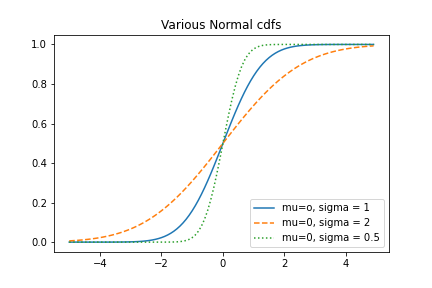 Various Normal cdfs
1.0
0.8
0.6
0.4
0.2
0.0
mu=o, sigma = 1
mu=0, sigma = 2
mu=0, sigma = 0.5
−4 −2 0 2 4